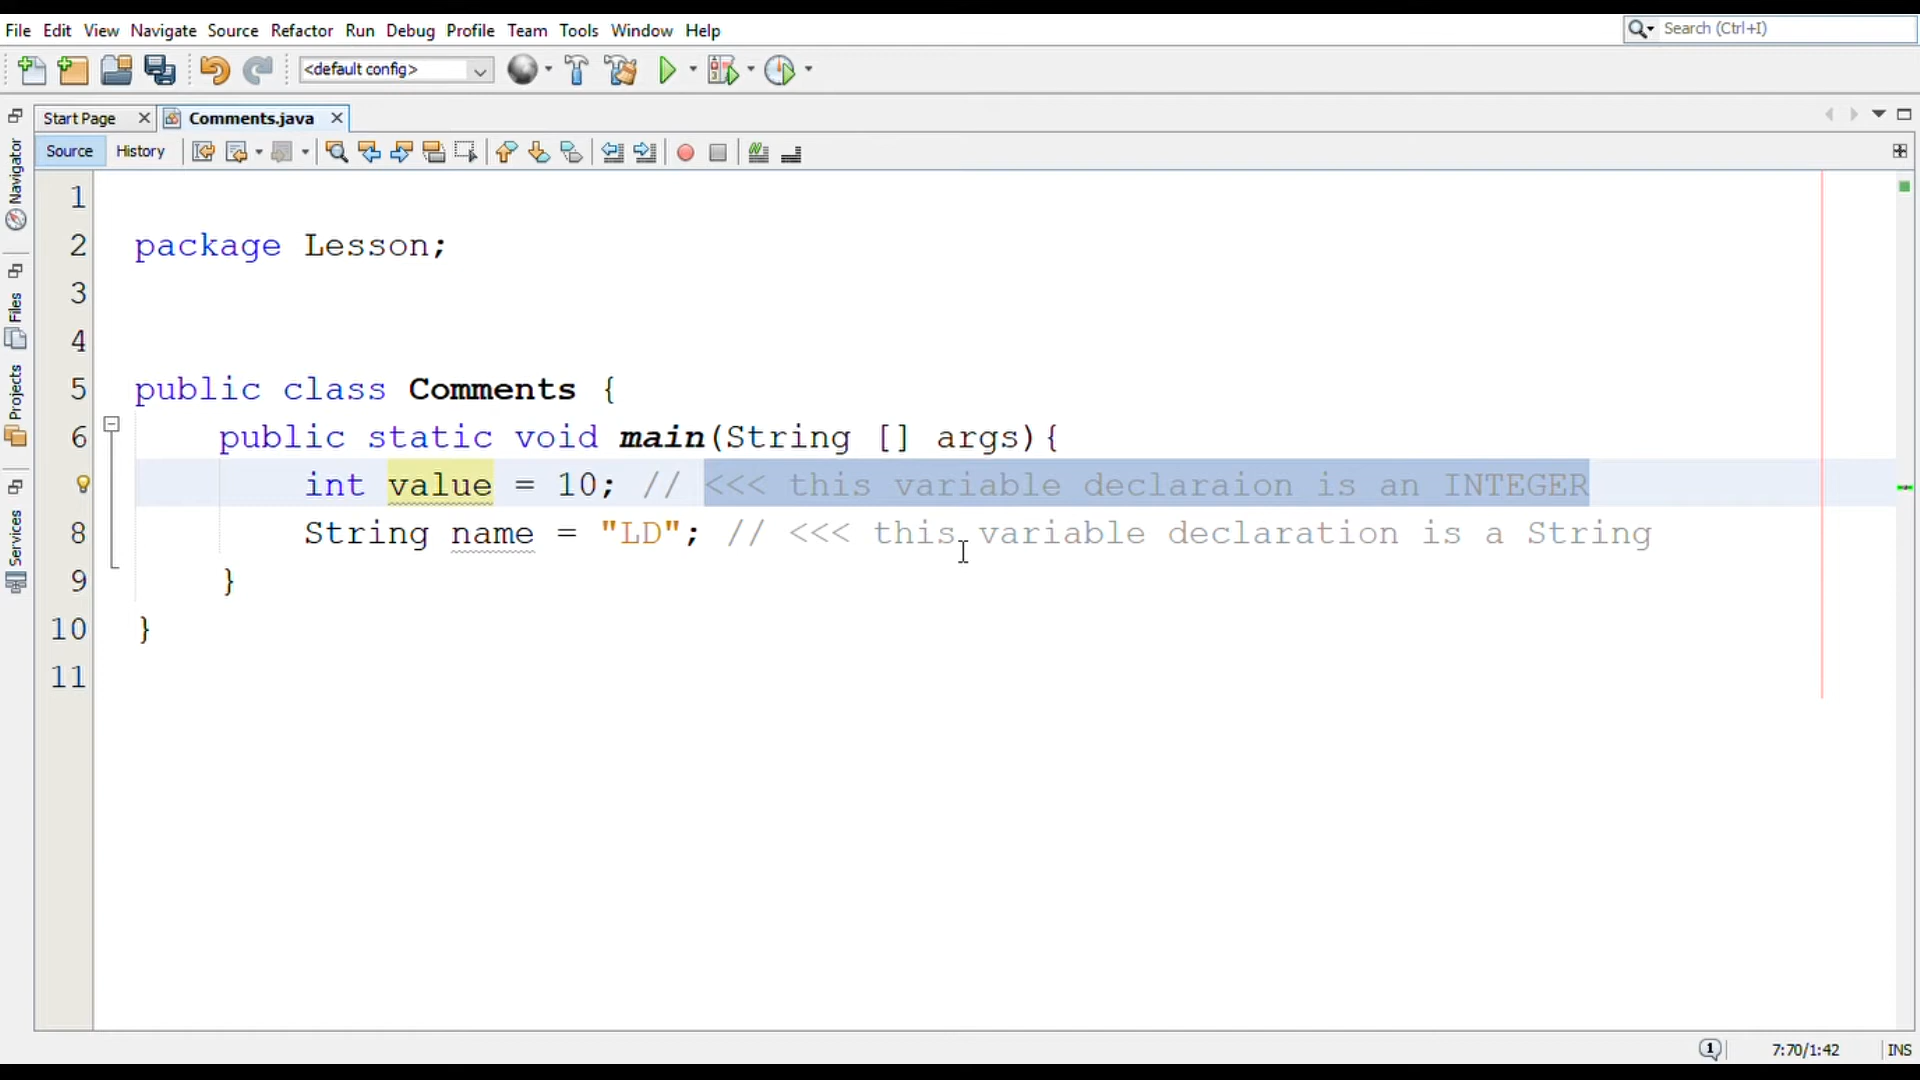 File Edit View Navigate Source Refactor Run Debug Profile Team Tools Window Help
Search (Ctrl+I)
<default config>
Start Page
Comments.java
Source History
Navigator
Files
Projects
Services
1
2 package Lesson;
3
4
5 public class Comments {
6 public static void main(String [] args){
int value = 10; // <<< this variable declaraion is an INTEGER
8 String name = "LD"; // <<< this variable declaration is a String
9 }
10 }
11
1
7:70/1:42
INS